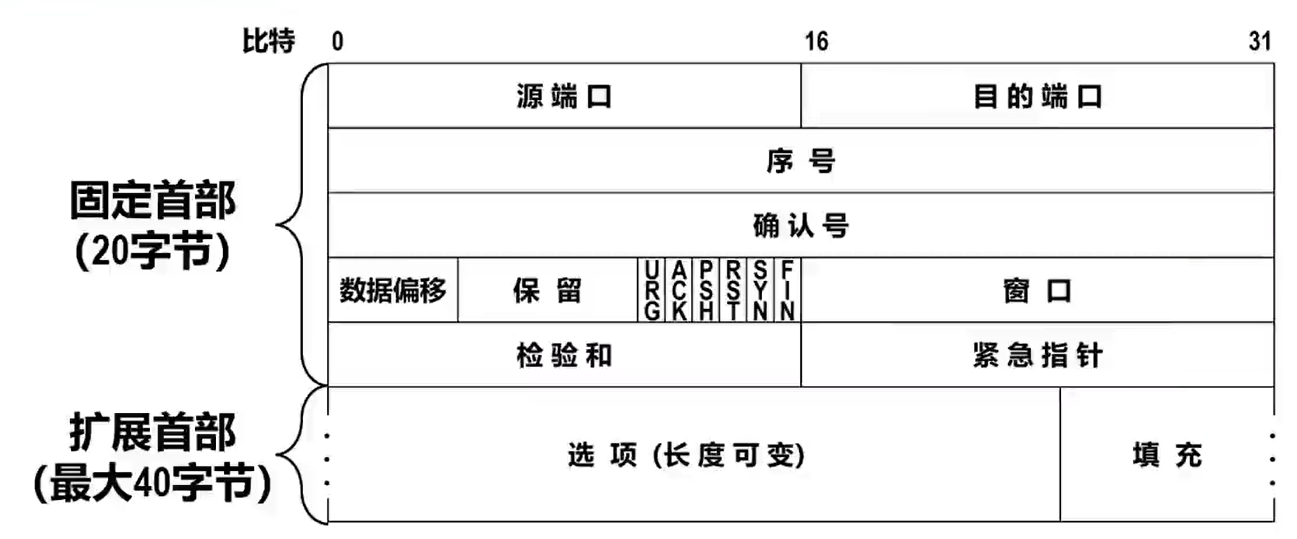 比特 0 16 31
源端口 目的端口
序号
确认号
固定首部
(20字节)
数据偏移 保留 URG ACK PSH RST SYN FIN 窗口
检验和 紧急指针
扩展首部
(最大40字节)
选项 (长度可变) 填充